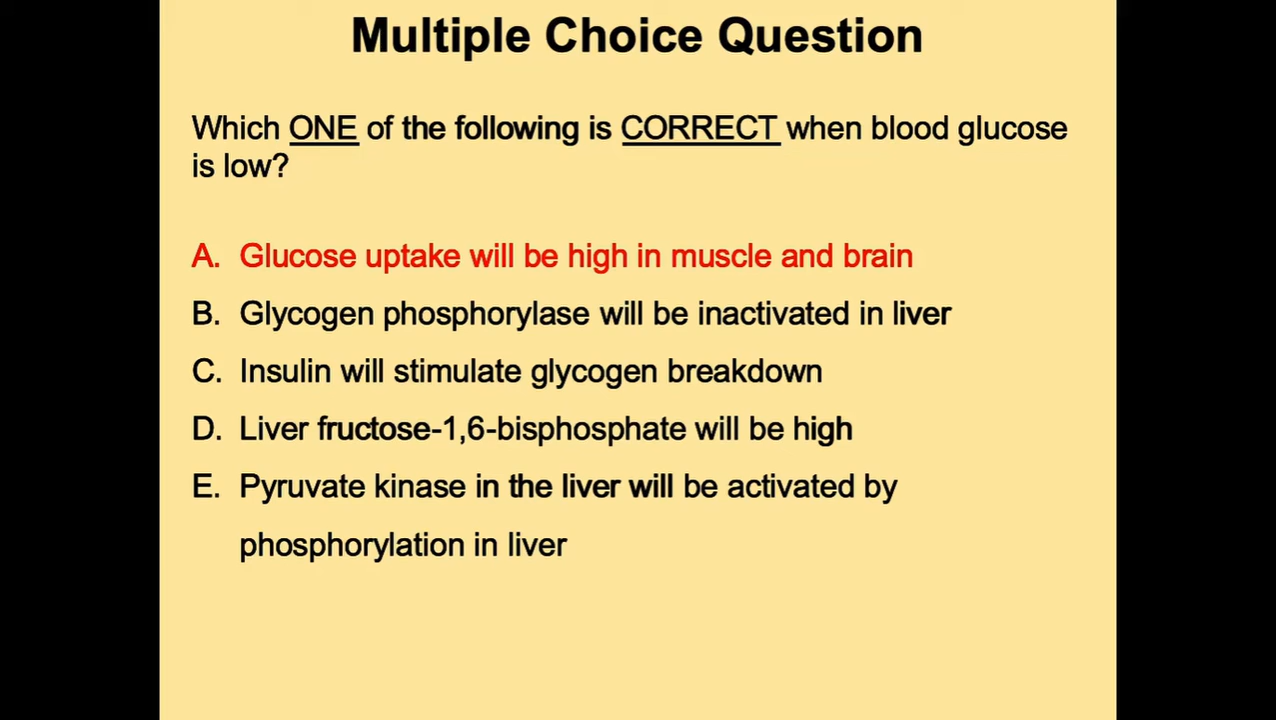 Multiple Choice Question
Which ONE of the following is CORRECT when blood glucose
is low?
A. Glucose uptake will be high in muscle and brain
B. Glycogen phosphorylase will be inactivated in liver
C. Insulin will stimulate glycogen breakdown
D. Liver fructose-1,6-bisphosphate will be high
E. Pyruvate kinase in the liver will be activated by
phosphorylation in liver